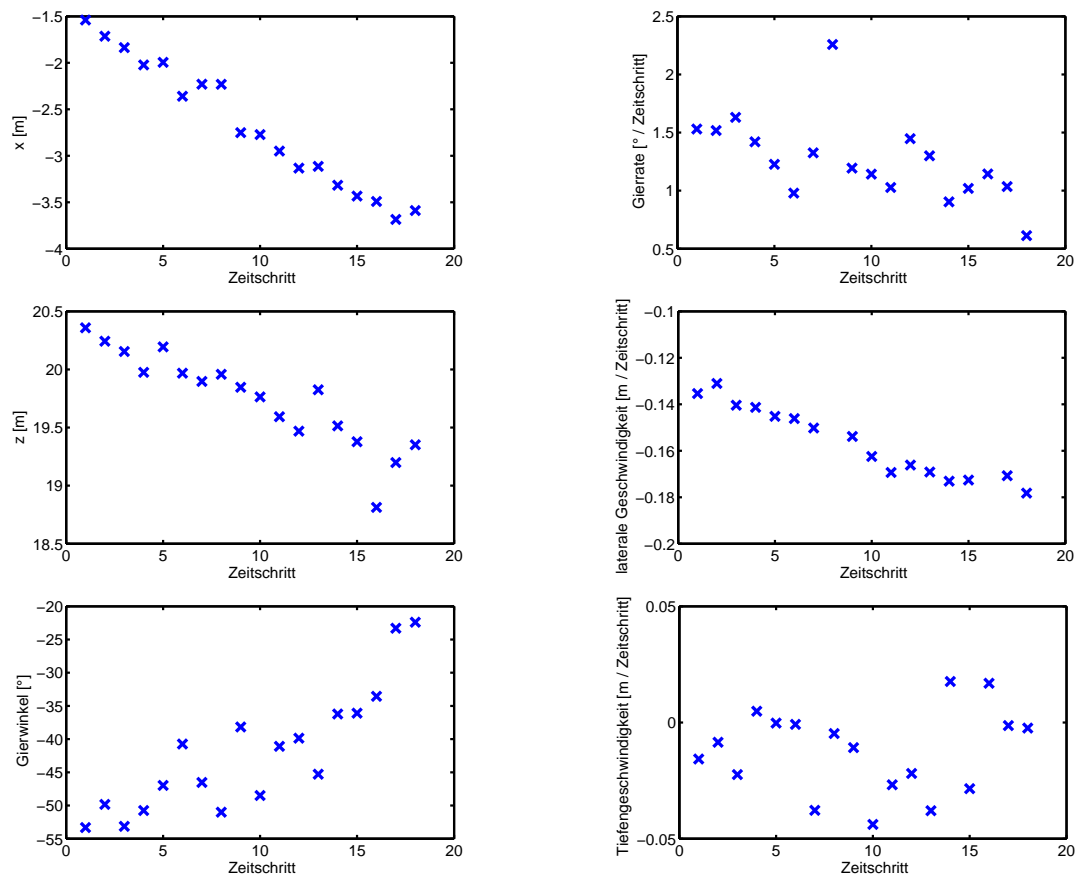 −1.5
−2
−2.5
−3
−3.5
−4
x [m]
0 5 10 15 20
Zeitschritt
2.5
2
1.5
1
0.5
Gierrate [° / Zeitschritt]
0 5 10 15 20
Zeitschritt
20.5
20
19.5
19
18.5
z [m]
0 5 10 15 20
Zeitschritt
−0.1
−0.12
−0.14
−0.16
−0.18
−0.2
laterale Geschwindigkeit [m / Zeitschritt]
0 5 10 15 20
Zeitschritt
−20
−25
−30
−35
−40
−45
−50
−55
Gierwinkel [°]
0 5 10 15 20
Zeitschritt
0.05
0
−0.05
Tiefengeschwindigkeit [m / Zeitschritt]
0 5 10 15 20
Zeitschritt